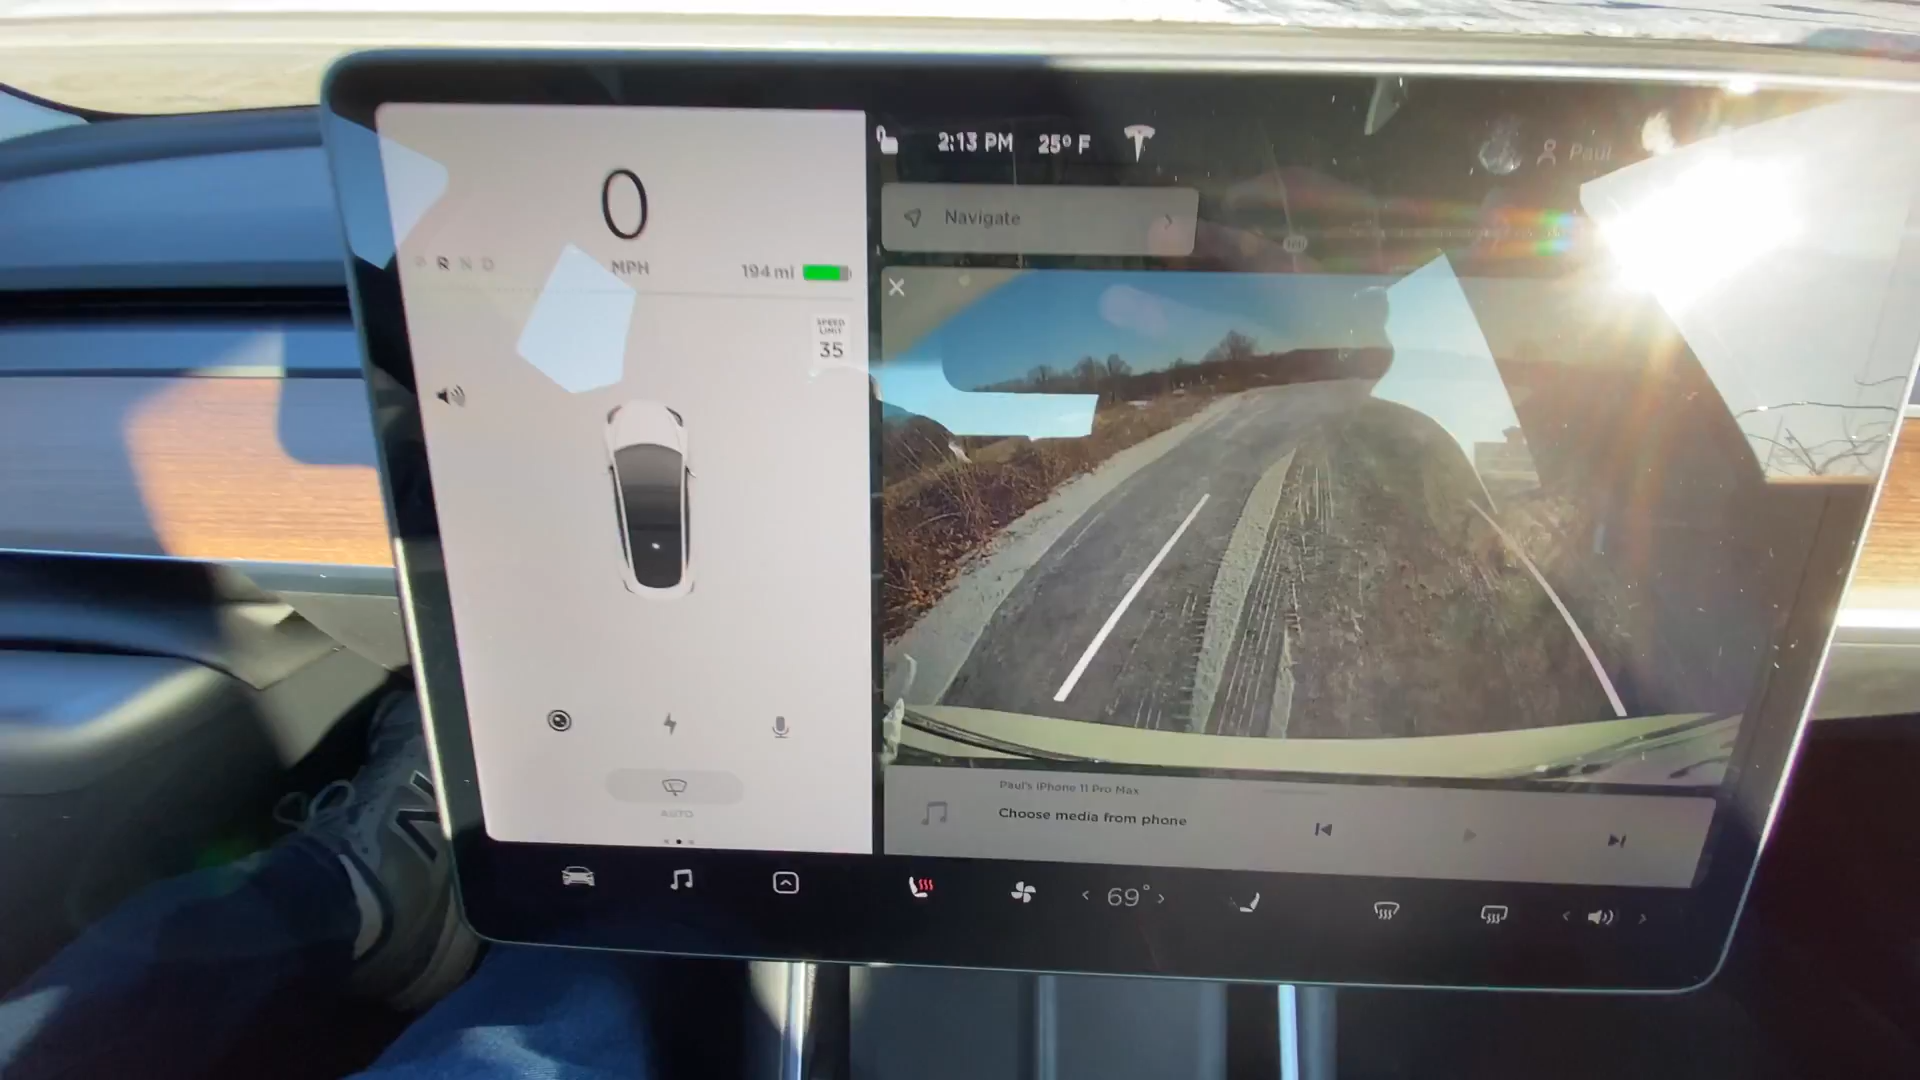 0
MPH
P R N D
194 mi
SPEED
LIMIT
35
AUTO
2:13 PM 25° F
Paul
Navigate
Paul's iPhone 11 Pro Max
Choose media from phone
< 69° >
< >
N